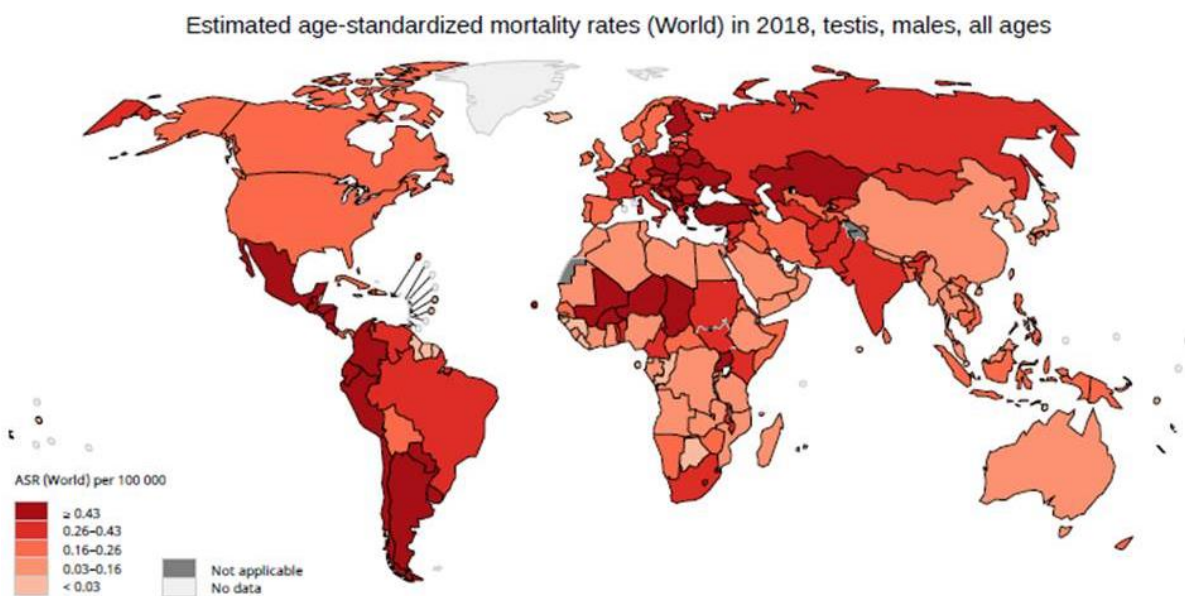 Estimated age-standardized mortality rates (World) in 2018, testis, males, all ages
ASR (World) per 100 000
≥ 0.43
0.26–0.43
0.16–0.26
0.03–0.16
< 0.03
Not applicable
No data